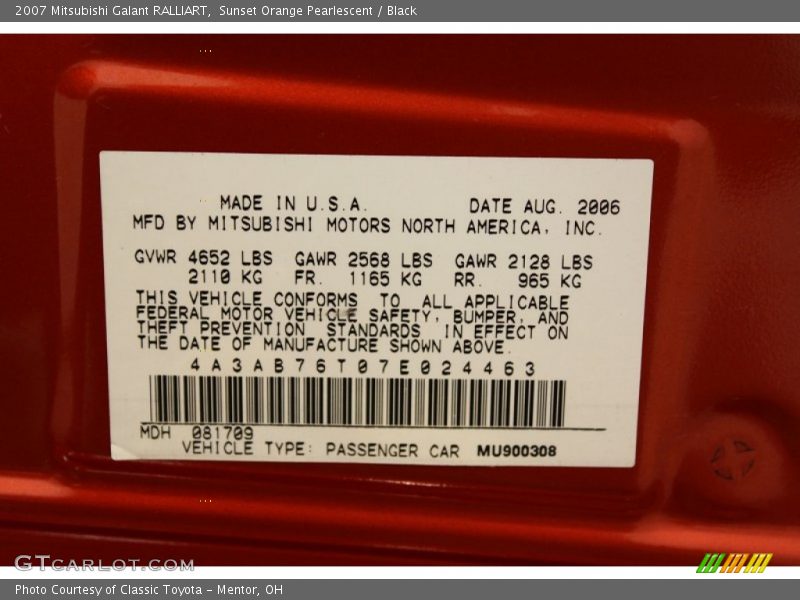 2007 Mitsubishi Galant RALLIART,  Sunset Orange Pearlescent / Black
MADE IN U.S.A. DATE AUG. 2006
MFD BY MITSUBISHI MOTORS NORTH AMERICA, INC.
GVWR 4652 LBS GAWR 2568 LBS GAWR 2128 LBS
2110 KG FR. 1165 KG RR. 965 KG
THIS VEHICLE CONFORMS TO ALL APPLICABLE
FEDERAL MOTOR VEHICLE SAFETY, BUMPER, AND
THEFT PREVENTION STANDARDS IN EFFECT ON
THE DATE OF MANUFACTURE SHOWN ABOVE.
4A3AB76T07E024463
MDH 081709
VEHICLE TYPE: PASSENGER CAR MU900308
GTCARLOT.COM
Photo Courtesy of Classic Toyota - Mentor, OH